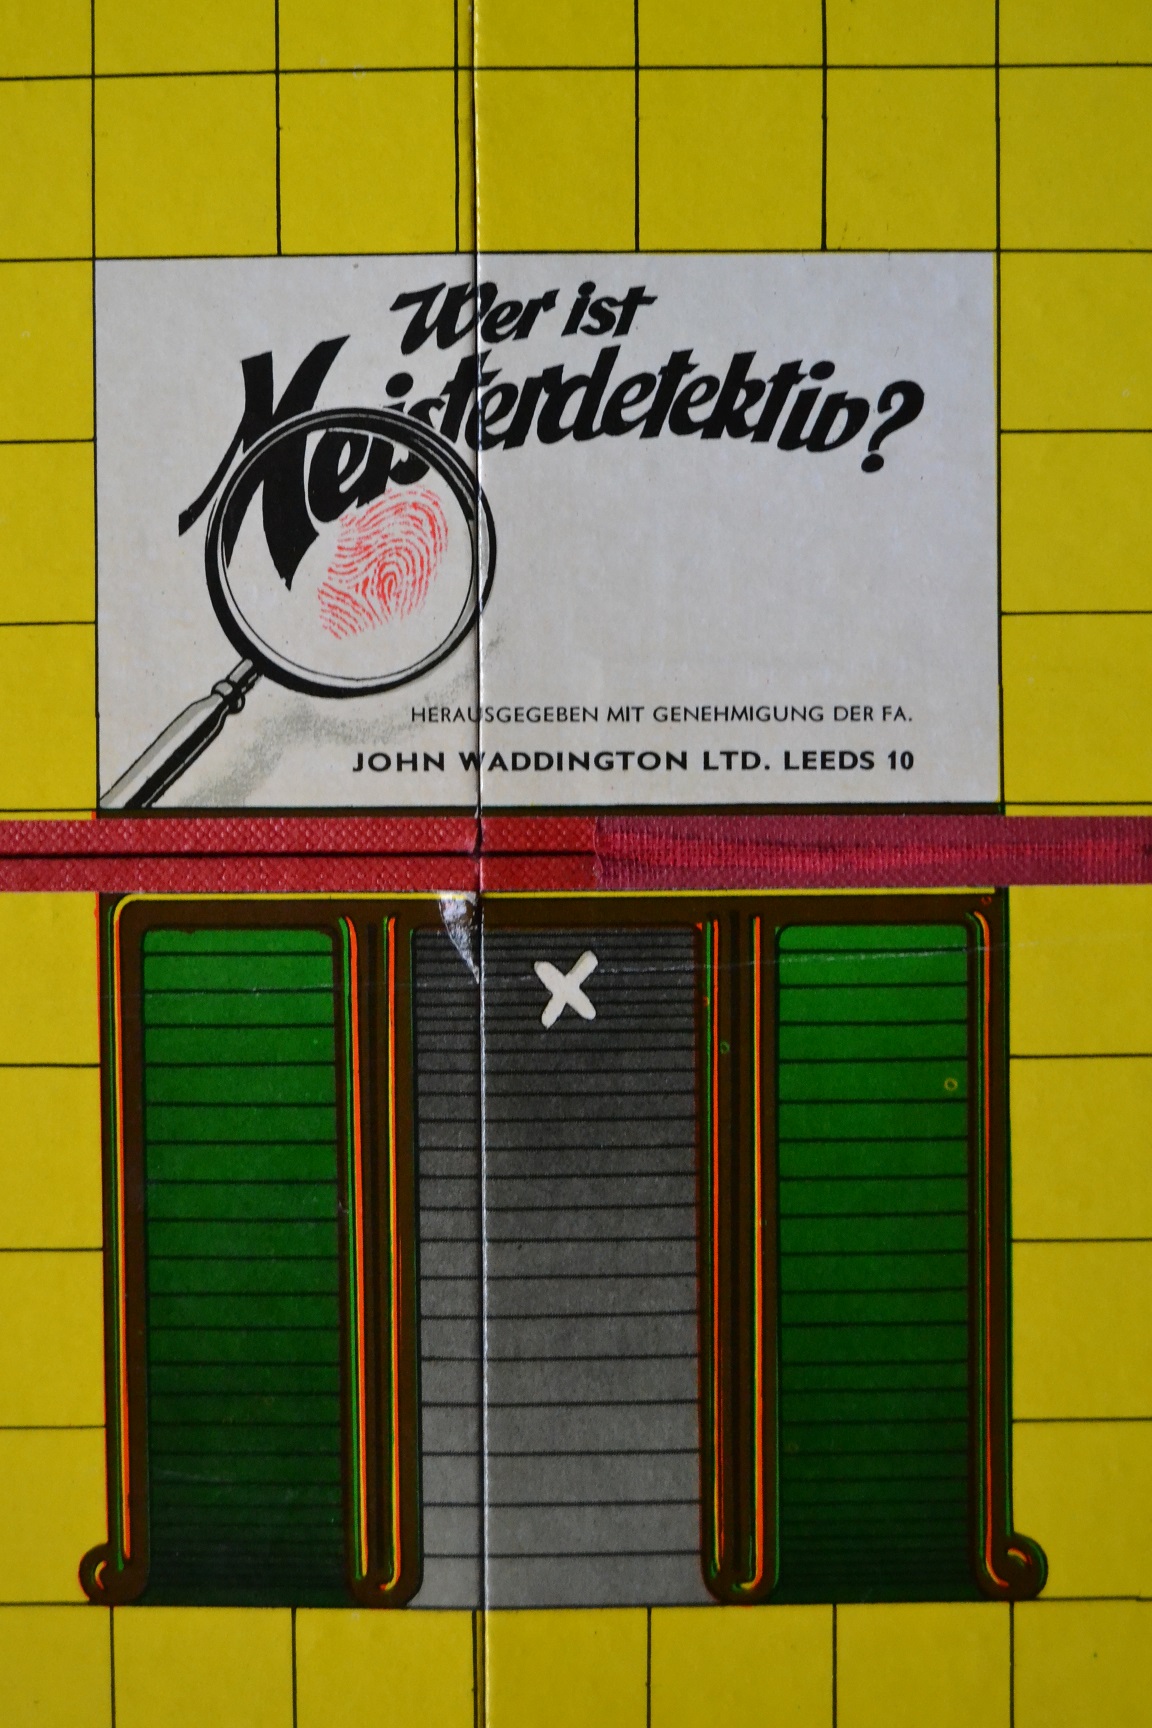 Wer ist
Meisterdetektiv?
HERAUSGEGEBEN MIT GENEHMIGUNG DER FA.
JOHN WADDINGTON LTD. LEEDS 10
X